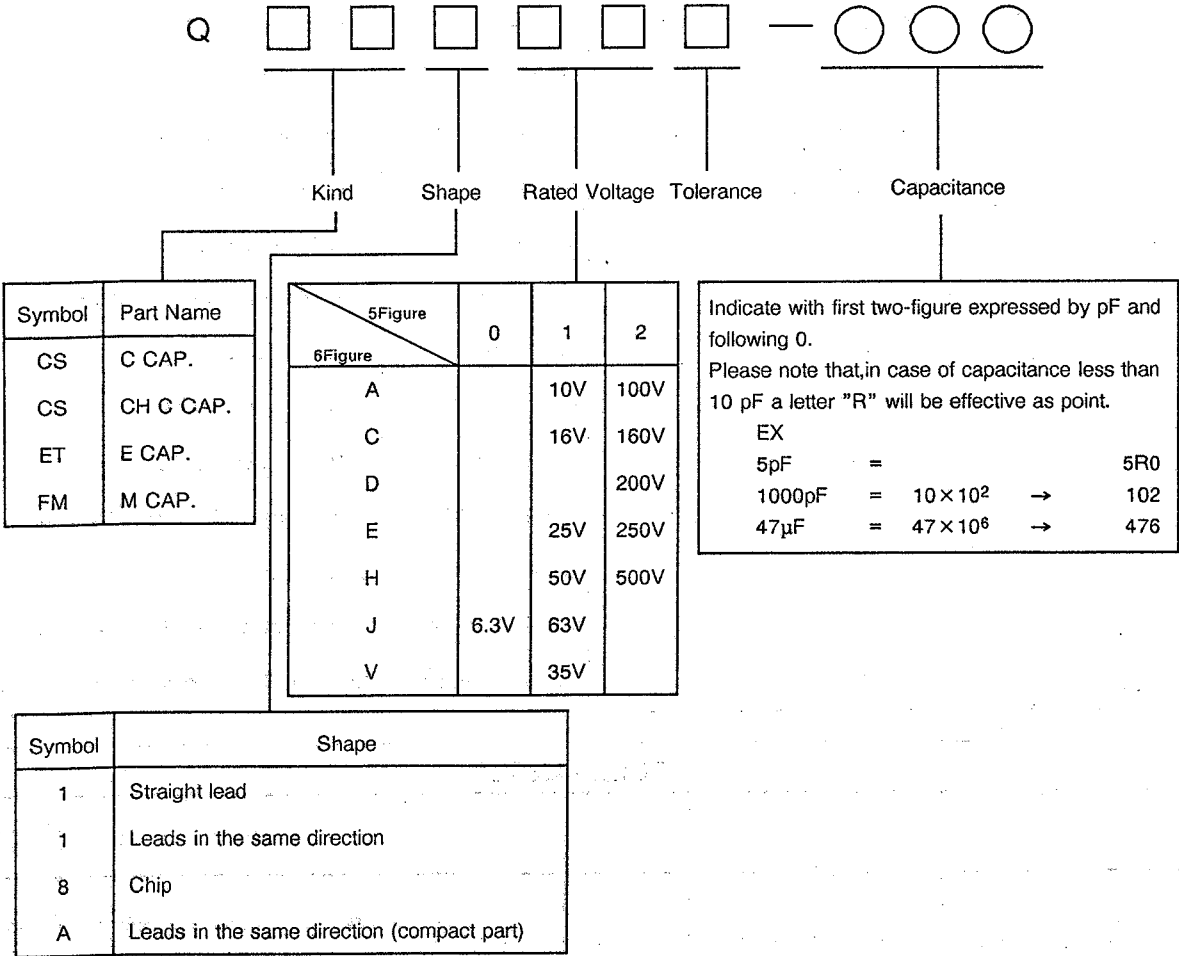 Q □ □ □ □ □ □ — ○ ○ ○
Kind Shape Rated Voltage Tolerance Capacitance
Symbol Part Name
CS C CAP.
CS CH C CAP.
ET E CAP.
FM M CAP.
5Figure
6Figure
0 1 2
A 10V 100V
C 16V 160V
D 200V
E 25V 250V
H 50V 500V
J 6.3V 63V
V 35V
Indicate with first two-figure expressed by pF and
following 0.
Please note that,in case of capacitance less than
10 pF a letter "R" will be effective as point.
EX
5pF = 5R0
1000pF = 10×10² → 102
47μF = 47×10⁶ → 476
Symbol Shape
1 Straight lead
1 Leads in the same direction
8 Chip
A Leads in the same direction (compact part)